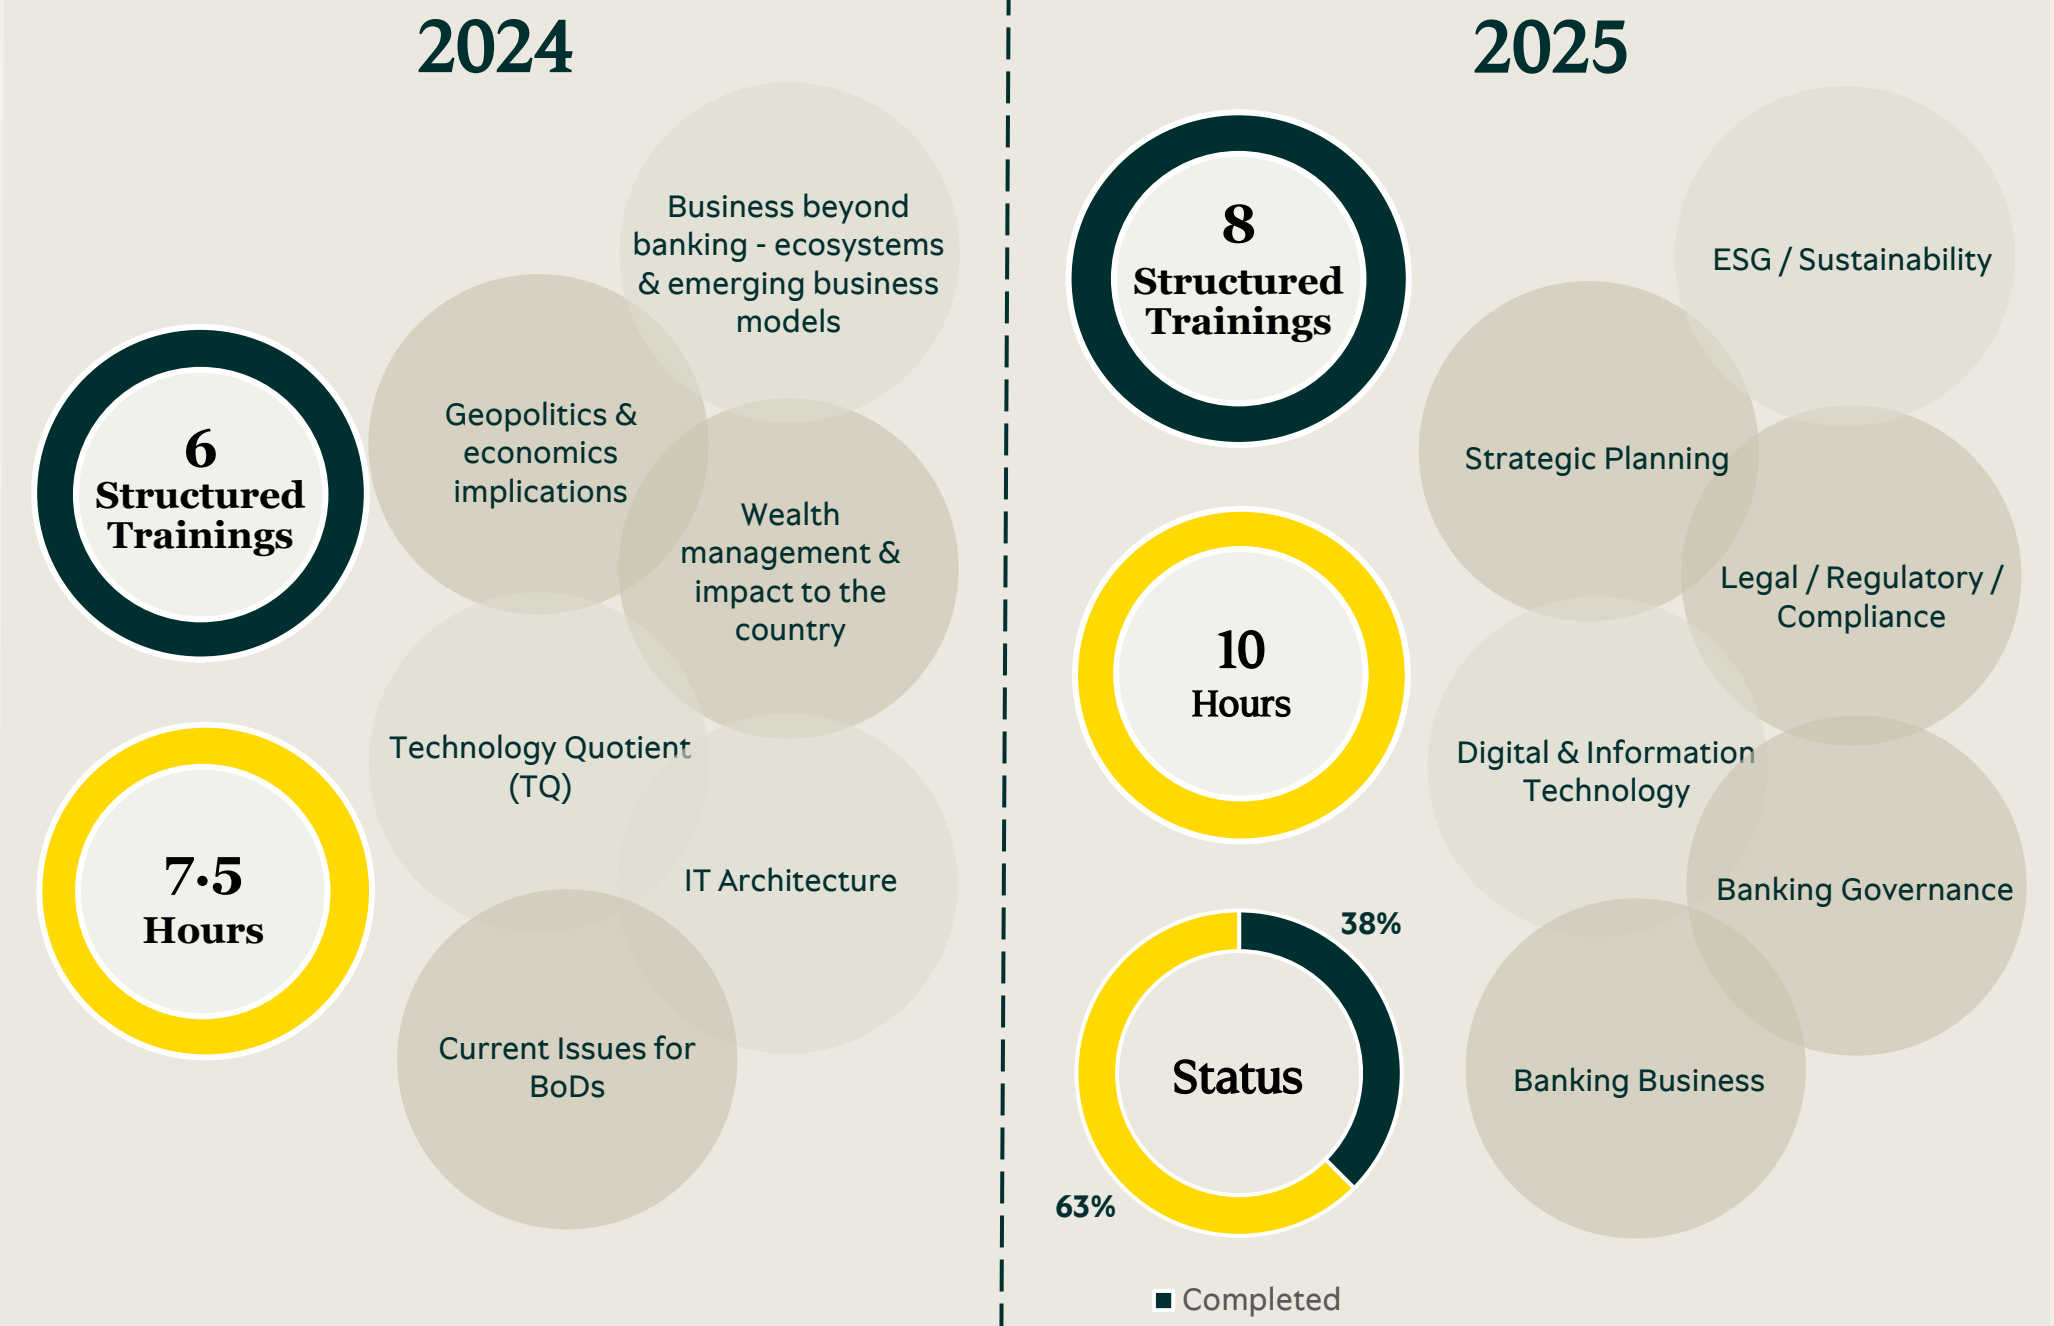 2024
Business beyond
banking - ecosystems
& emerging business
models
Geopolitics &
economics
implications
6
Structured
Trainings
Wealth
management &
impact to the
country
Technology Quotient
(TQ)
7.5
Hours
IT Architecture
Current Issues for
BoDs
2025
8
Structured
Trainings
ESG / Sustainability
Strategic Planning
Legal / Regulatory /
Compliance
10
Hours
Digital & Information
Technology
Banking Governance
38%
Status
Banking Business
63%
Completed